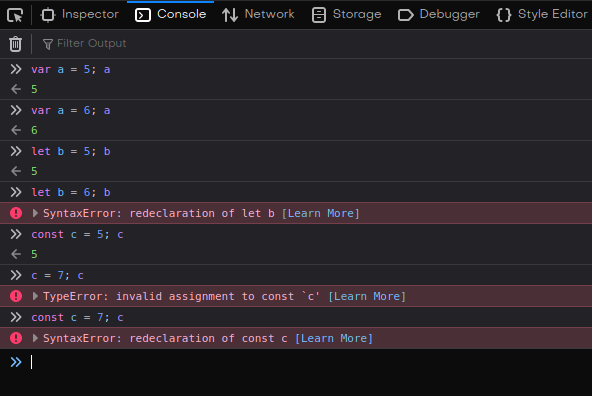 Inspector Console Network Storage Debugger Style Editor
Filter Output
var a = 5; a
5
var a = 6; a
6
let b = 5; b
5
let b = 6; b
SyntaxError: redeclaration of let b [Learn More]
const c = 5; c
5
c = 7; c
TypeError: invalid assignment to const `c' [Learn More]
const c = 7; c
SyntaxError: redeclaration of const c [Learn More]